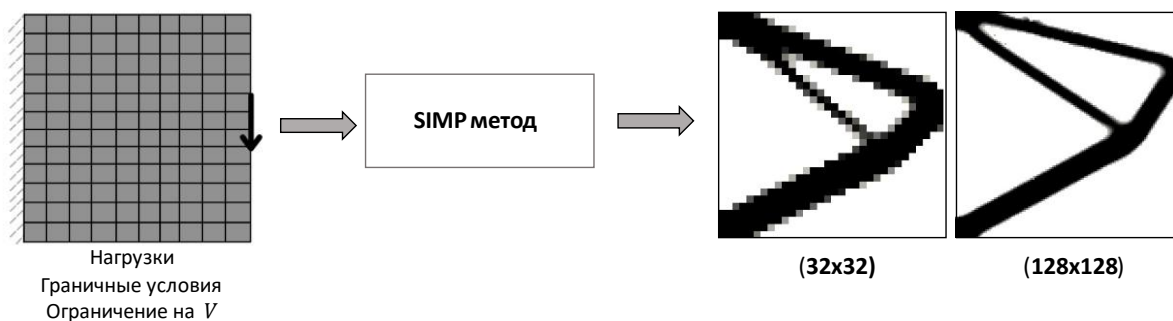 SIMP метод
Нагрузки
Граничные условия
Ограничение на V
(32x32)
(128x128)